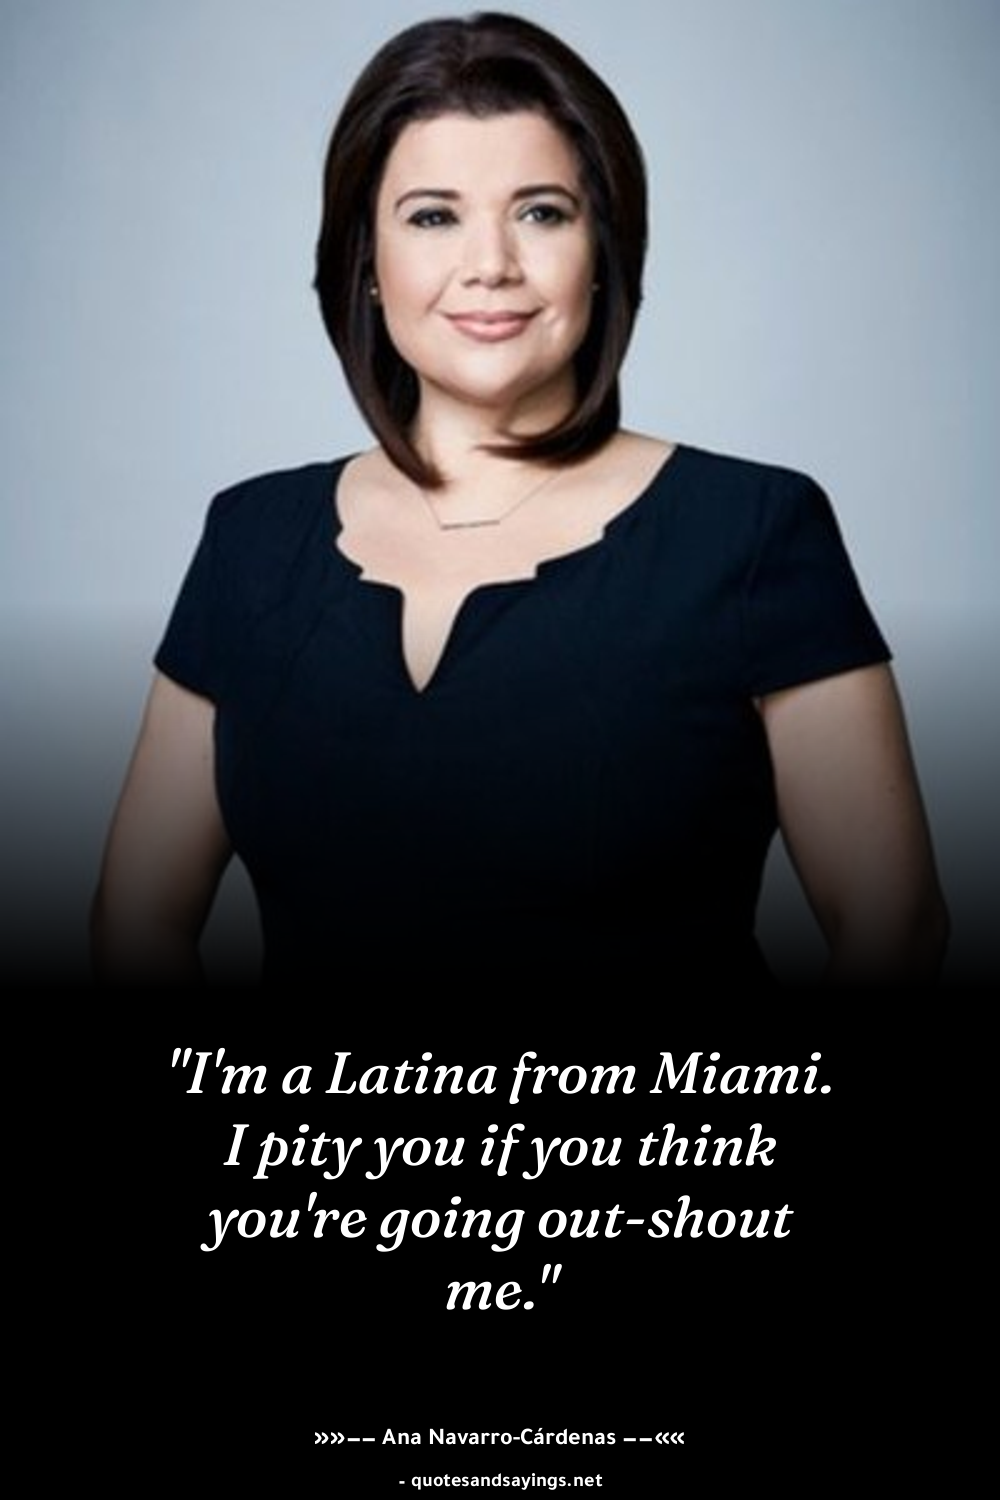 "I'm a Latina from Miami.
I pity you if you think
you're going out-shout
me."
»»–– Ana Navarro-Cárdenas ––««
- quotesandsayings.net